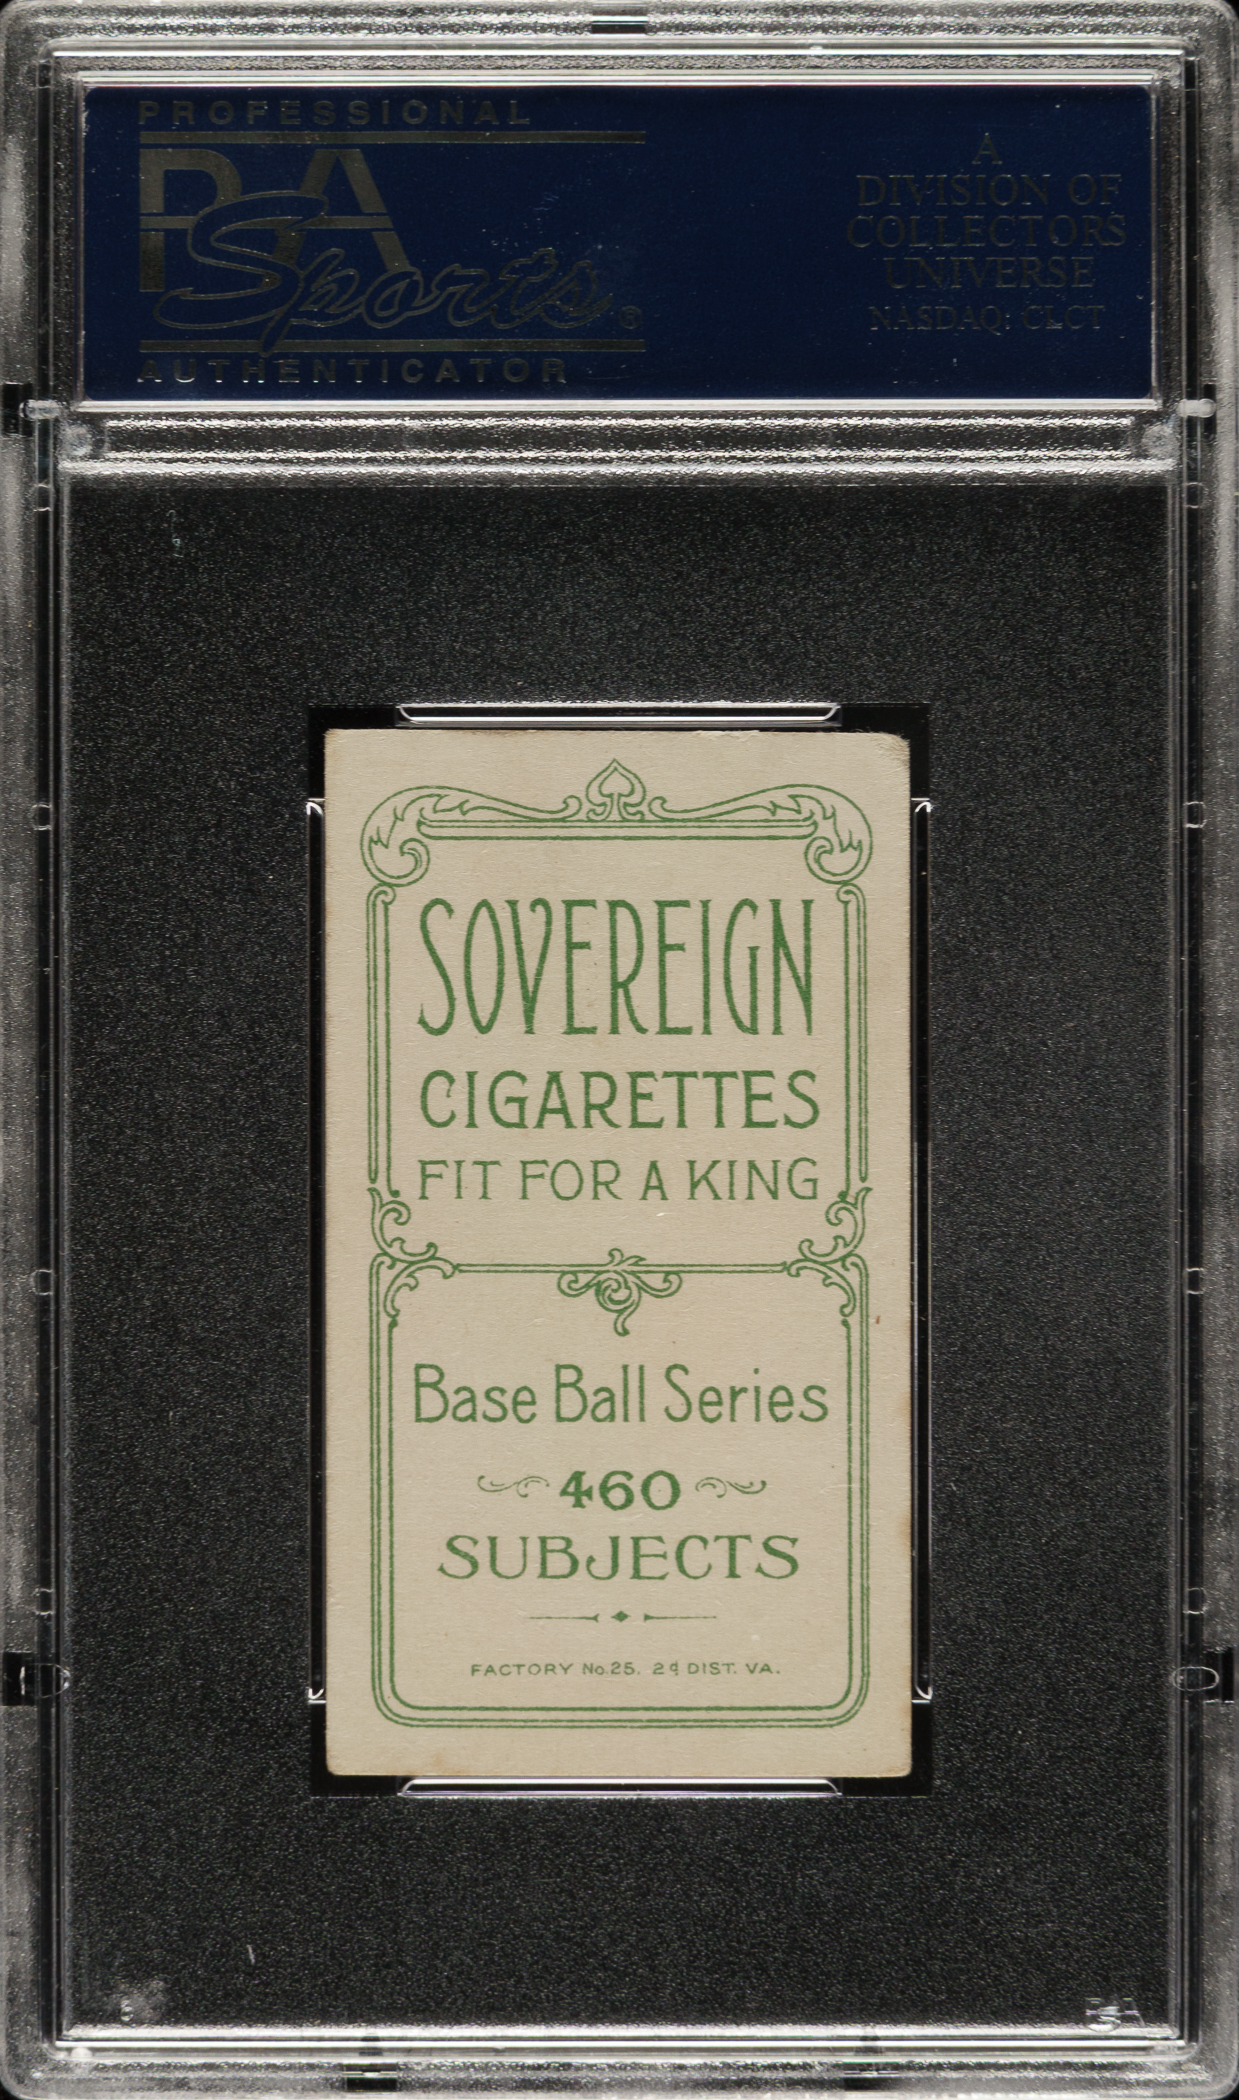 PROFESSIONAL
PSA
Sports®
AUTHENTICATOR
A
DIVISION OF
COLLECTORS
UNIVERSE
NASDAQ: CLCT
SOVEREIGN
CIGARETTES
FIT FOR A KING
Base Ball Series
460
SUBJECTS
FACTORY No. 25. 2d DIST. VA.
PSA